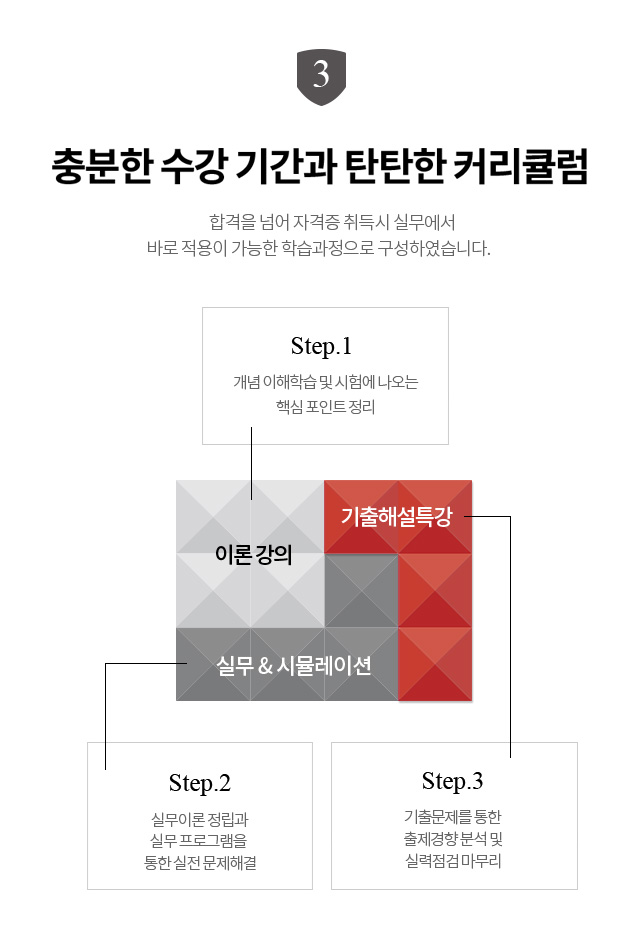 3
충분한 수강 기간과 탄탄한 커리큘럼
합격을 넘어 자격증 취득시 실무에서
바로 적용이 가능한 학습과정으로 구성하였습니다.
Step.1
개념 이해학습 및 시험에 나오는
핵심 포인트 정리
기출해설특강
이론 강의
실무 & 시뮬레이션
Step.2
실무이론 정립과
실무 프로그램을
통한 실전 문제해결
Step.3
기출문제를 통한
출제경향 분석 및
실력점검 마무리